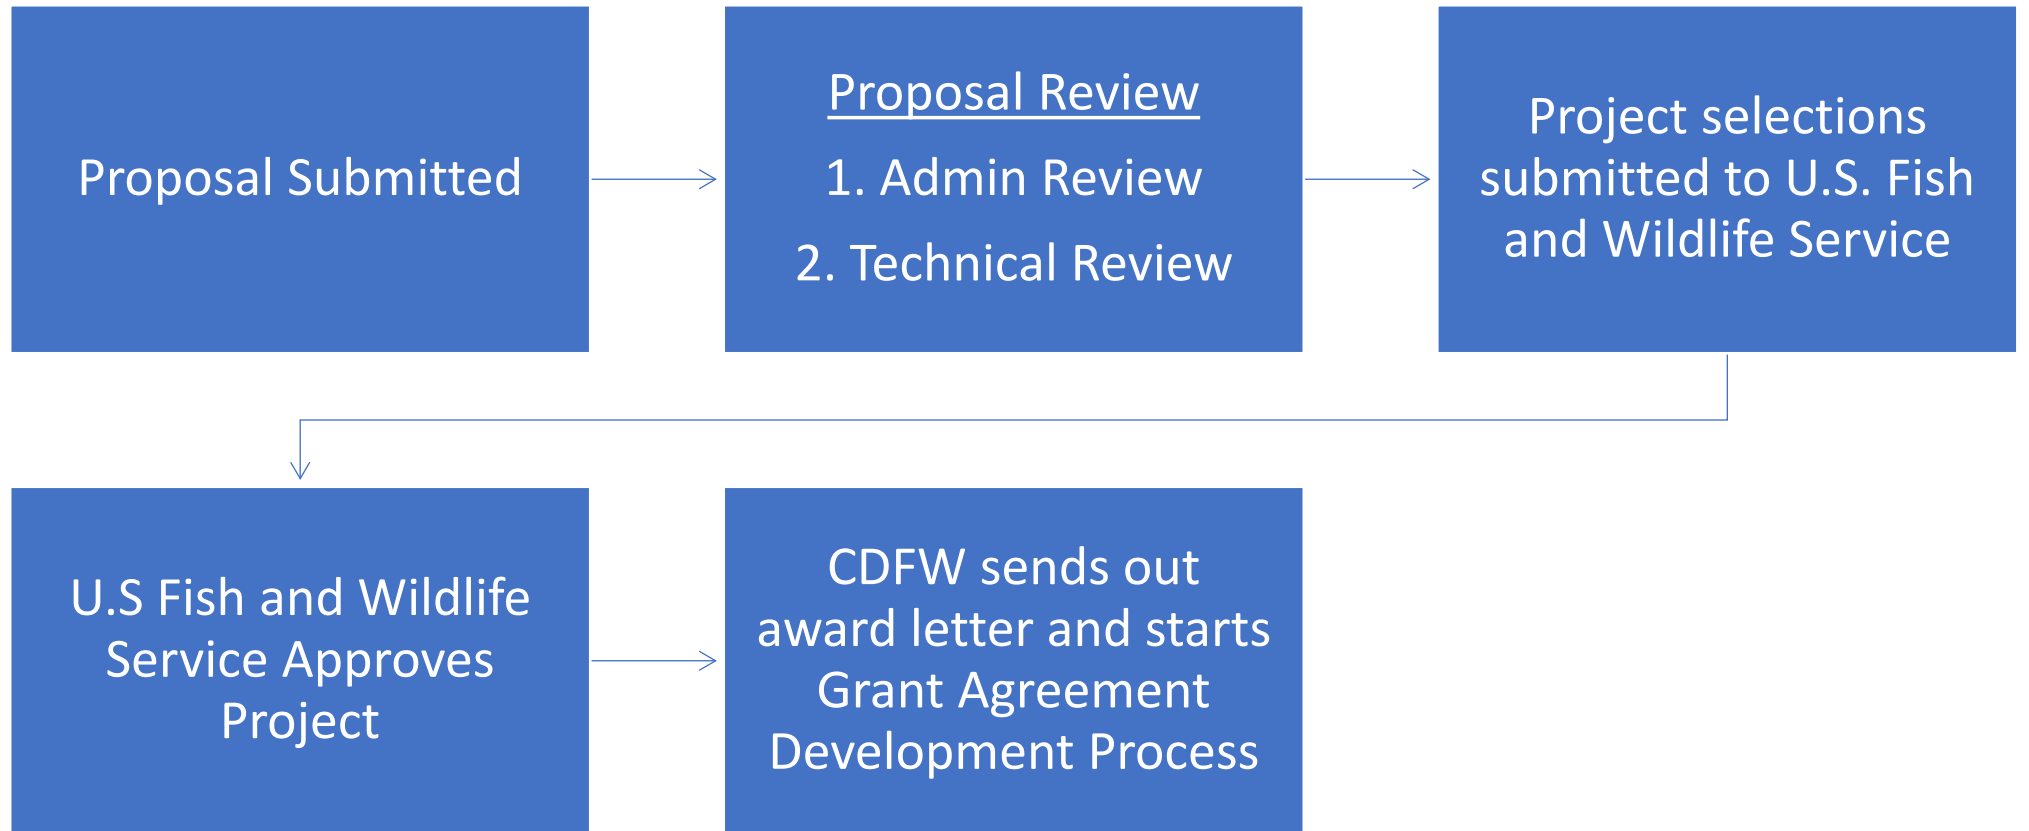 Proposal Submitted
Proposal Review
1. Admin Review
2. Technical Review
Project selections
submitted to U.S. Fish
and Wildlife Service
U.S Fish and Wildlife
Service Approves
Project
CDFW sends out
award letter and starts
Grant Agreement
Development Process